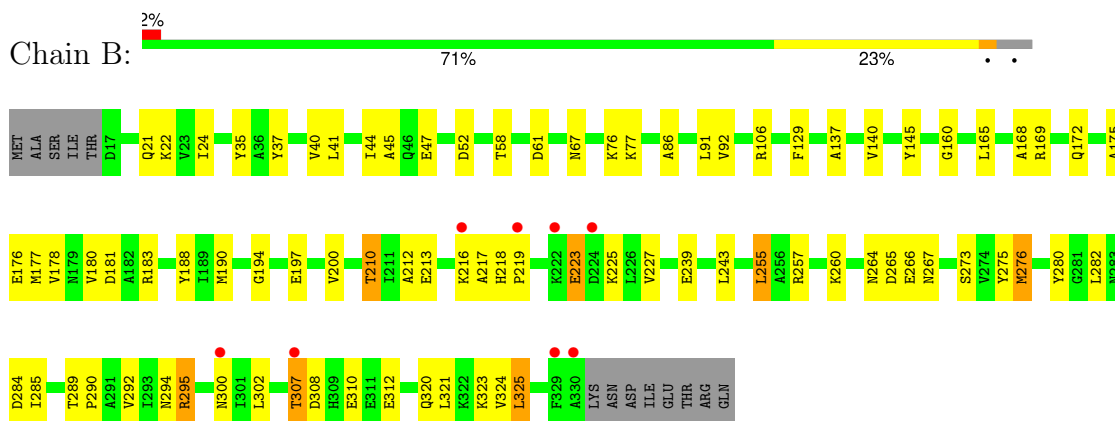 2%
Chain B:
71% 23% • •
MET ALA SER ILE THR D17 Q21 K22 V23 I24 Y35 A36 Y37 V40 L41 I44 A45 Q46 E47 D52 T58 D61 N67 K76 K77 A86 L91 V92 R106 F129 A137 V140 Y145 G160 L165 A168 R169 Q172 A175
E176 M177 V178 N179 V180 D181 A182 R183 Y188 I189 M190 G194 E197 V200 T210 I211 A212 E213 K216 A217 H218 P219 K222 E223 D224 K225 L226 V227 E239 L243 L255 A256 R257 K260 N264 D265 E266 N267 S273 V274 Y275 M276 Y280 G281 L282 N283
D284 I285 T289 P290 A291 V292 I293 N294 R295 N300 I301 L302 T307 D308 H309 E310 E311 E312 Q320 L321 K322 K323 V324 L325 F329 A330 LYS ASN ASP ILE GLU THR ARG GLN